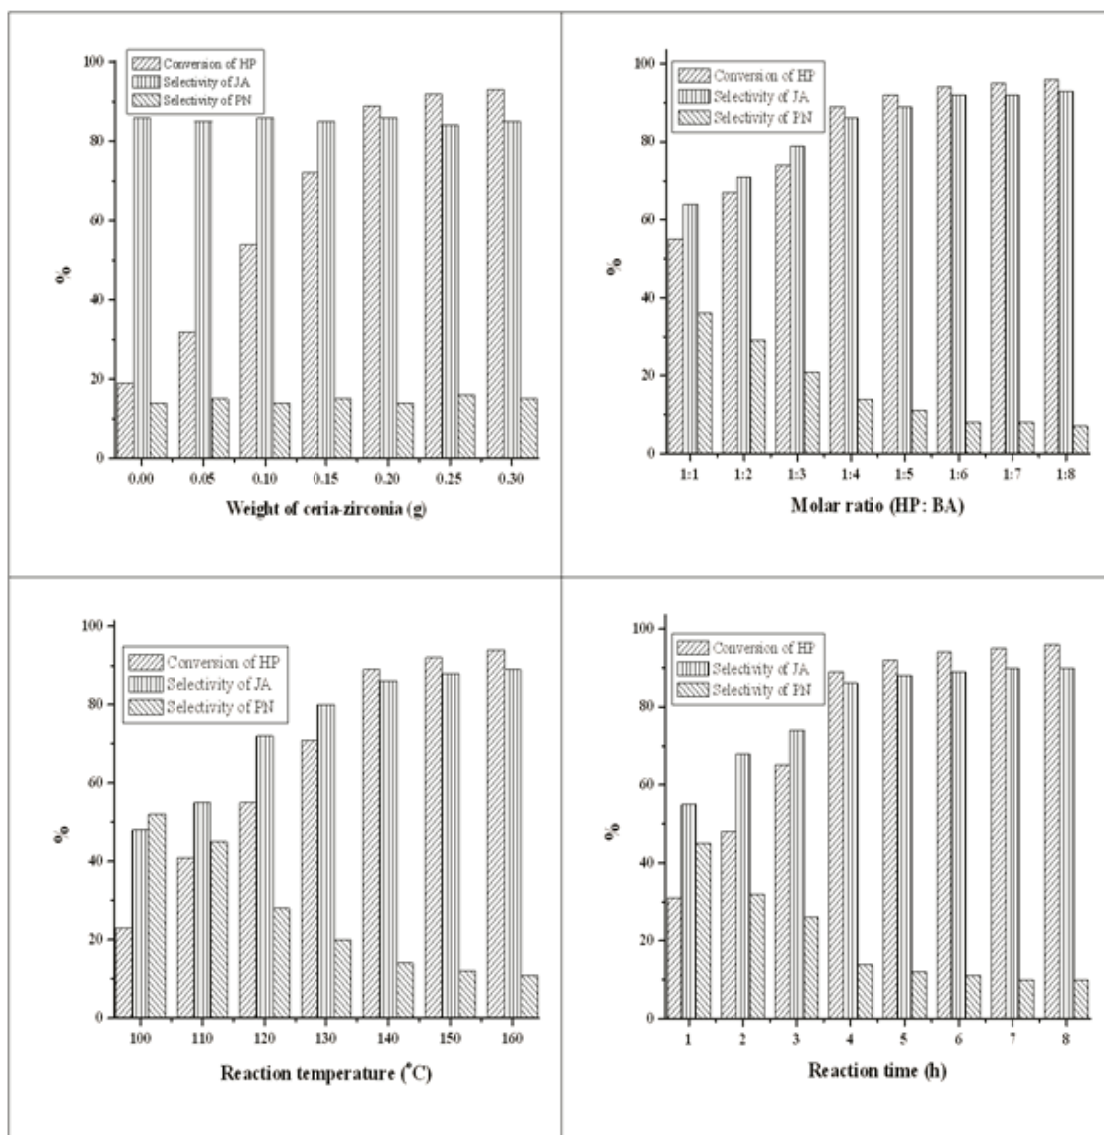 Conversion of HP
Selectivity of JA
Selectivity of PN
100
80
60
40
20
0
%
0.00 0.05 0.10 0.15 0.20 0.25 0.30
Weight of ceria-zirconia (g)
Conversion of HP
Selectivity of JA
Selectivity of PN
100
80
60
40
20
0
%
1:1 1:2 1:3 1:4 1:5 1:6 1:7 1:8
Molar ratio (HP: BA)
Conversion of HP
Selectivity of JA
Selectivity of PN
100
80
60
40
20
0
%
100 110 120 130 140 150 160
Reaction temperature (°C)
Conversion of HP
Selectivity of JA
Selectivity of PN
100
80
60
40
20
0
%
1 2 3 4 5 6 7 8
Reaction time (h)